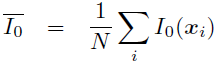 $\overline{I_0} = \frac{1}{N} \sum_i I_0(\boldsymbol{x}_i)$